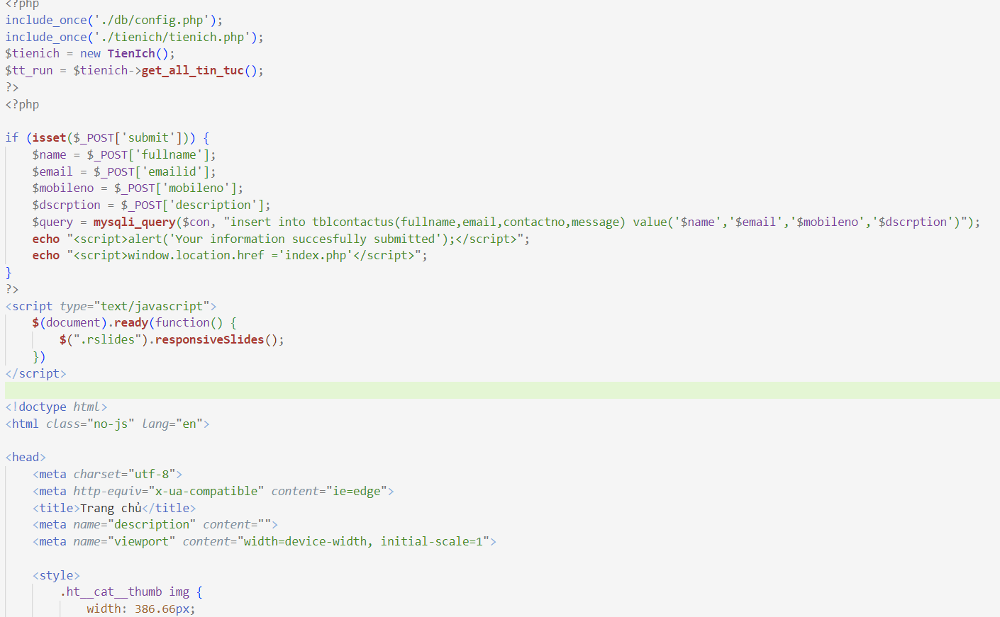 <?php
include_once('./db/config.php');
include_once('./tienich/tienich.php');
$tienich = new TienIch();
$tt_run = $tienich->get_all_tin_tuc();
?>
<?php
if (isset($_POST['submit'])) {
$name = $_POST['fullname'];
$email = $_POST['emailid'];
$mobileno = $_POST['mobileno'];
$dscrption = $_POST['description'];
$query = mysqli_query($con, "insert into tblcontactus(fullname,email,contactno,message) value('$name','$email','$mobileno','$dscrption')");
echo "<script>alert('Your information succesfully submitted');</script>";
echo "<script>window.location.href ='index.php'</script>";
}
?>
<script type="text/javascript">
$(document).ready(function() {
$(".rslides").responsiveSlides();
})
</script>
<!doctype html>
<html class="no-js" lang="en">
<head>
<meta charset="utf-8">
<meta http-equiv="x-ua-compatible" content="ie=edge">
<title>Trang chủ</title>
<meta name="description" content="">
<meta name="viewport" content="width=device-width, initial-scale=1">
<style>
.ht__cat__thumb img {
width: 386.66px;